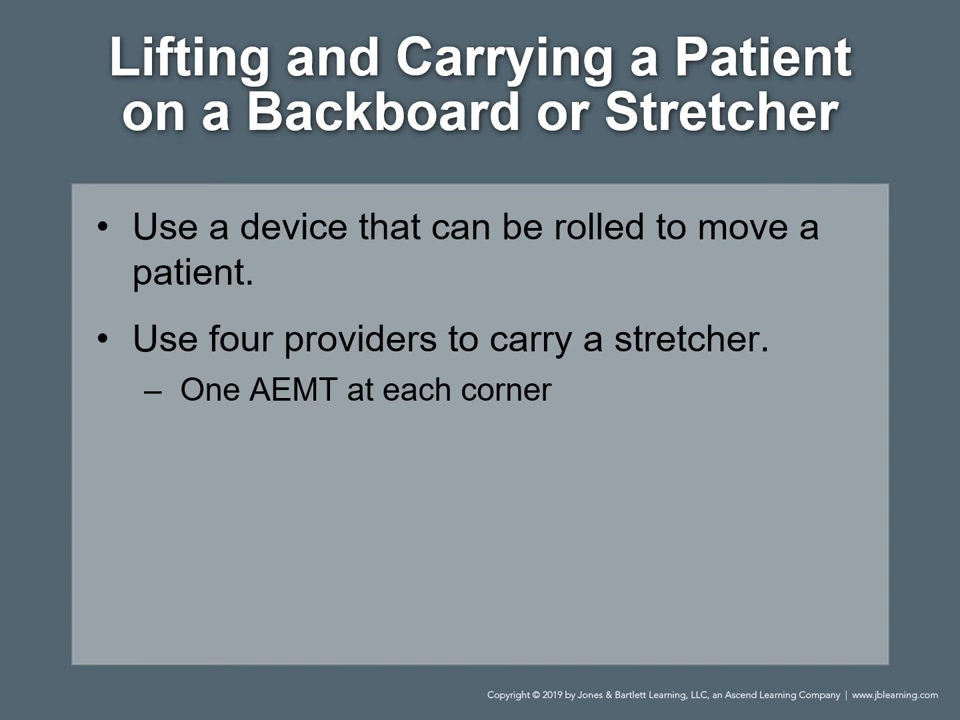 Lifting and Carrying a Patient
on a Backboard or Stretcher
• Use a device that can be rolled to move a
patient.
• Use four providers to carry a stretcher.
– One AEMT at each corner
Copyright © 2019 by Jones & Bartlett Learning, LLC, an Ascend Learning Company | www.jblearning.com